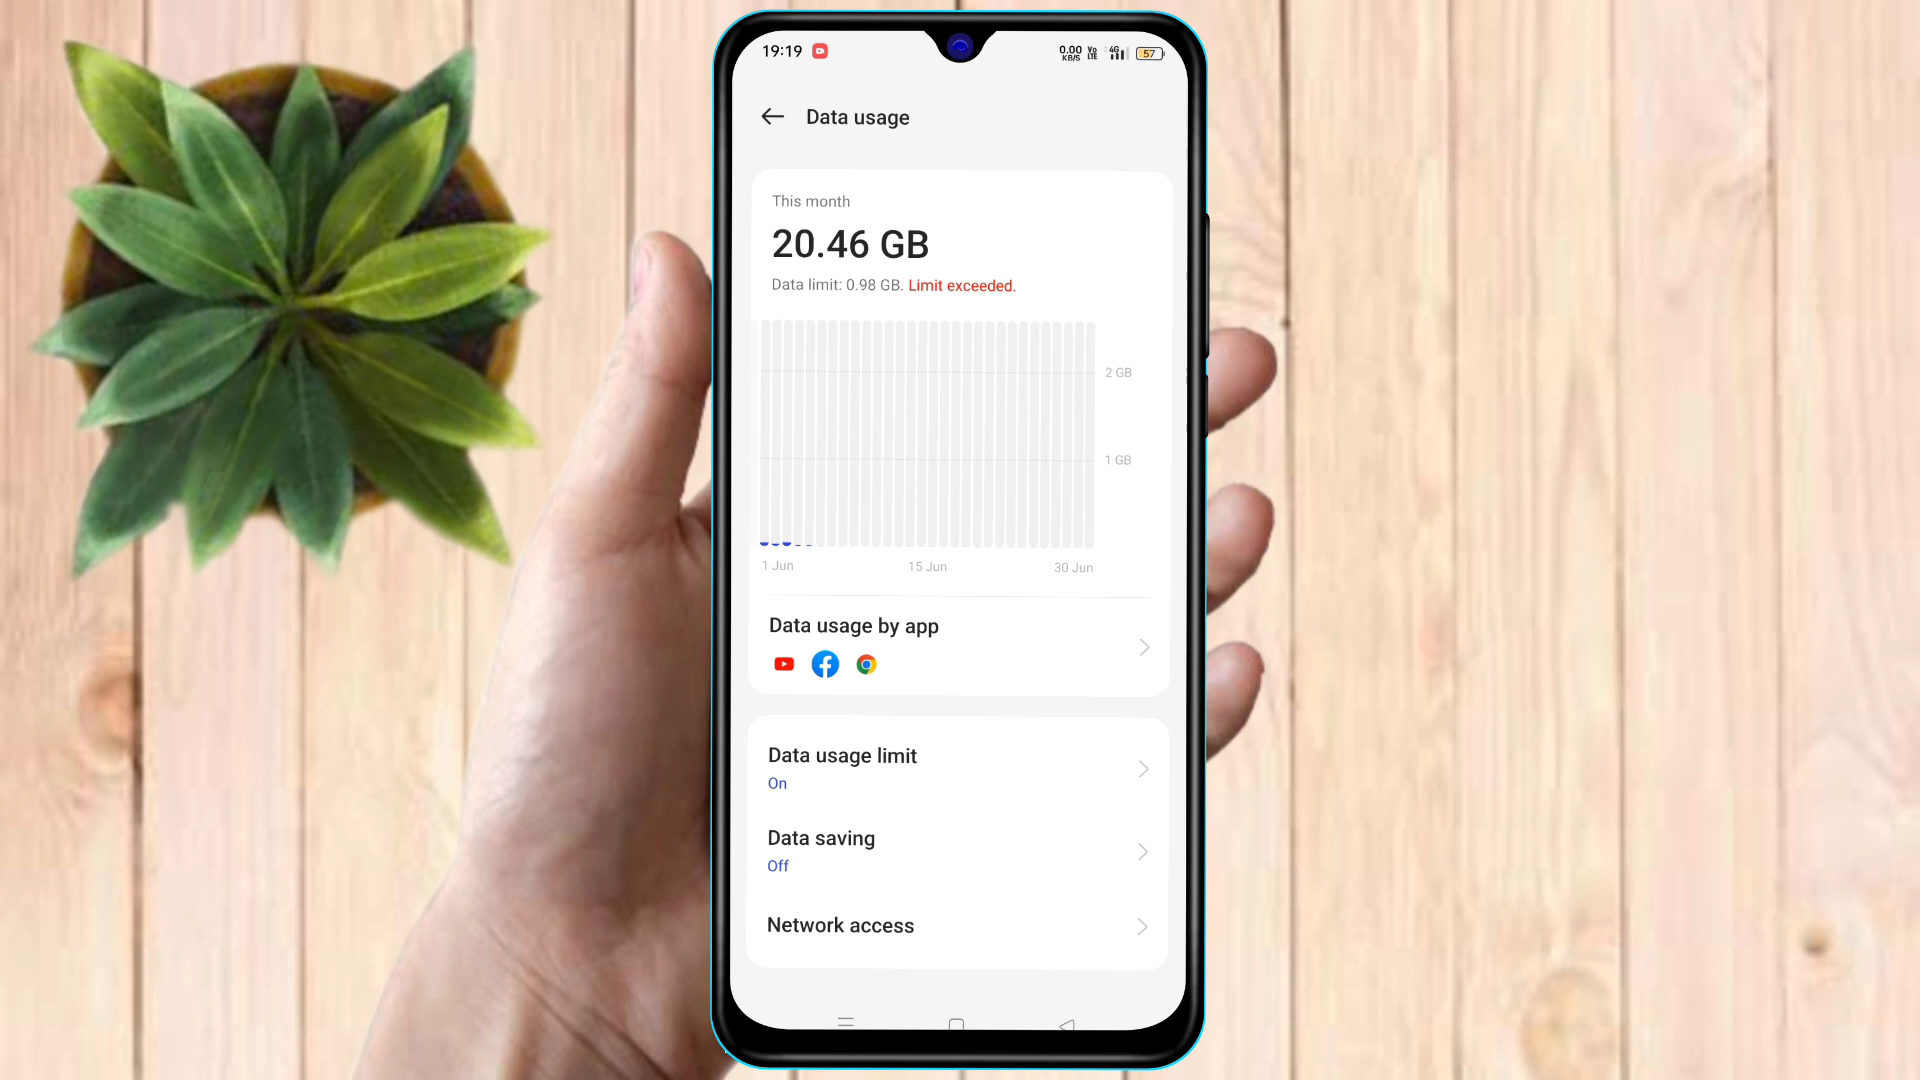 19:19
0.00 KB/S Vo LTE 4G 57
Data usage
This month
20.46 GB
Data limit: 0.98 GB. Limit exceeded.
2 GB
1 GB
1 Jun 15 Jun 30 Jun
Data usage by app
Data usage limit
On
Data saving
Off
Network access